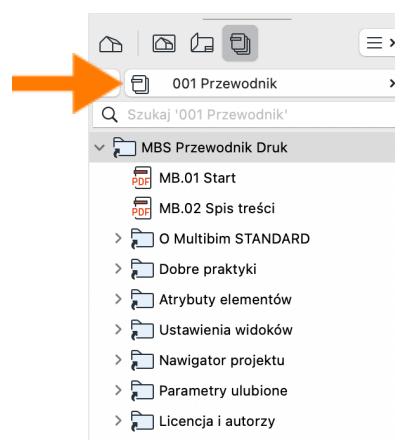 001 Przewodnik
Szukaj '001 Przewodnik'
MBS Przewodnik Druk
PDF MB.01 Start
PDF MB.02 Spis treści
O Multibim STANDARD
Dobre praktyki
Atrybuty elementów
Ustawienia widoków
Nawigator projektu
Parametry ulubione
Licencja i autorzy